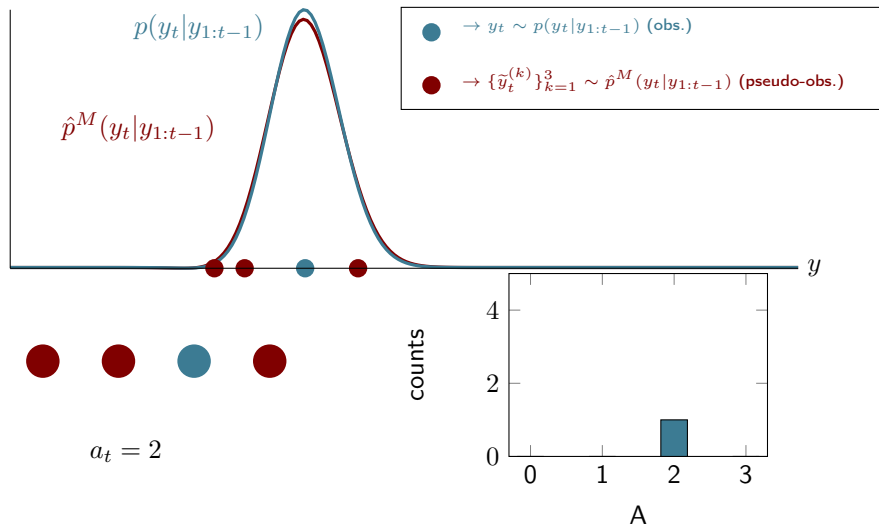 p(y_t|y_{1:t−1})
p̂^M(y_t|y_{1:t−1})
→ y_t ∼ p(y_t|y_{1:t−1}) (obs.)
→ {ỹ_t^{(k)}}_{k=1}^3 ∼ p̂^M(y_t|y_{1:t−1}) (pseudo-obs.)
y
a_t = 2
counts
4
2
0
0 1 2 3
A